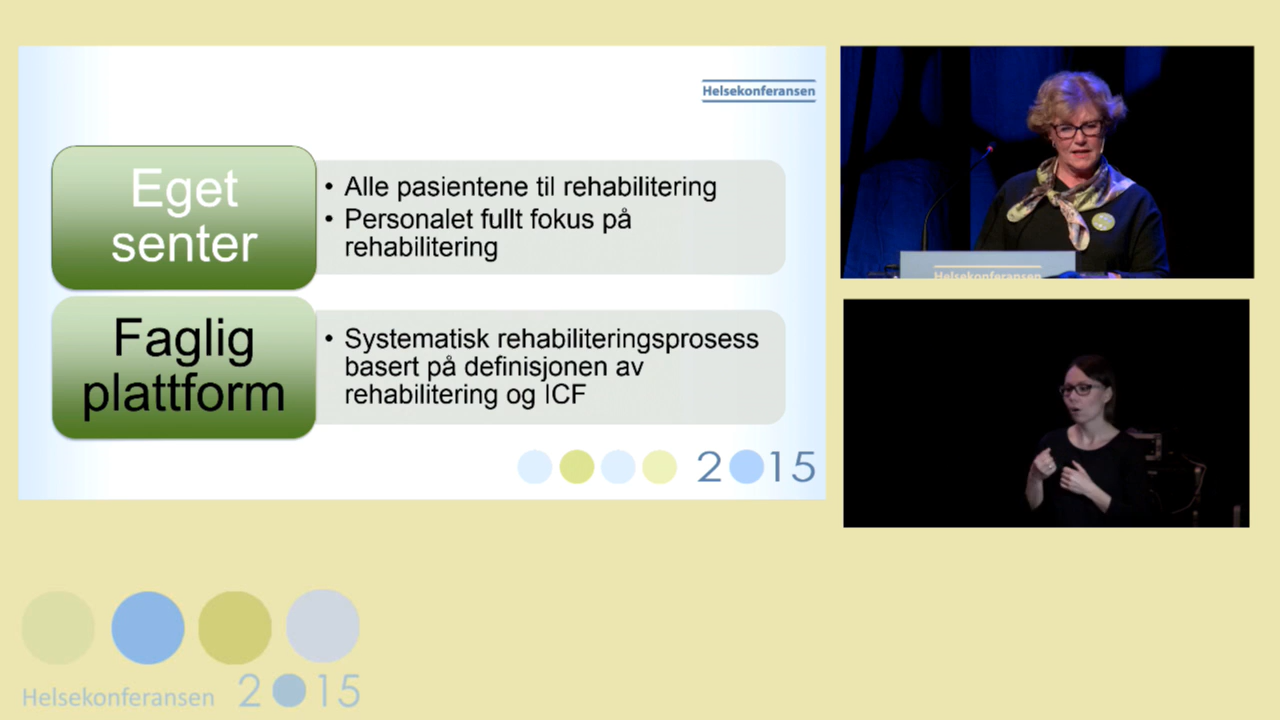 Helsekonferansen
Eget
senter
• Alle pasientene til rehabilitering
• Personalet fullt fokus på
rehabilitering
Faglig
plattform
• Systematisk rehabiliteringsprosess
basert på definisjonen av
rehabilitering og ICF
2015
Helsekonferansen
Helsekonferansen 2015